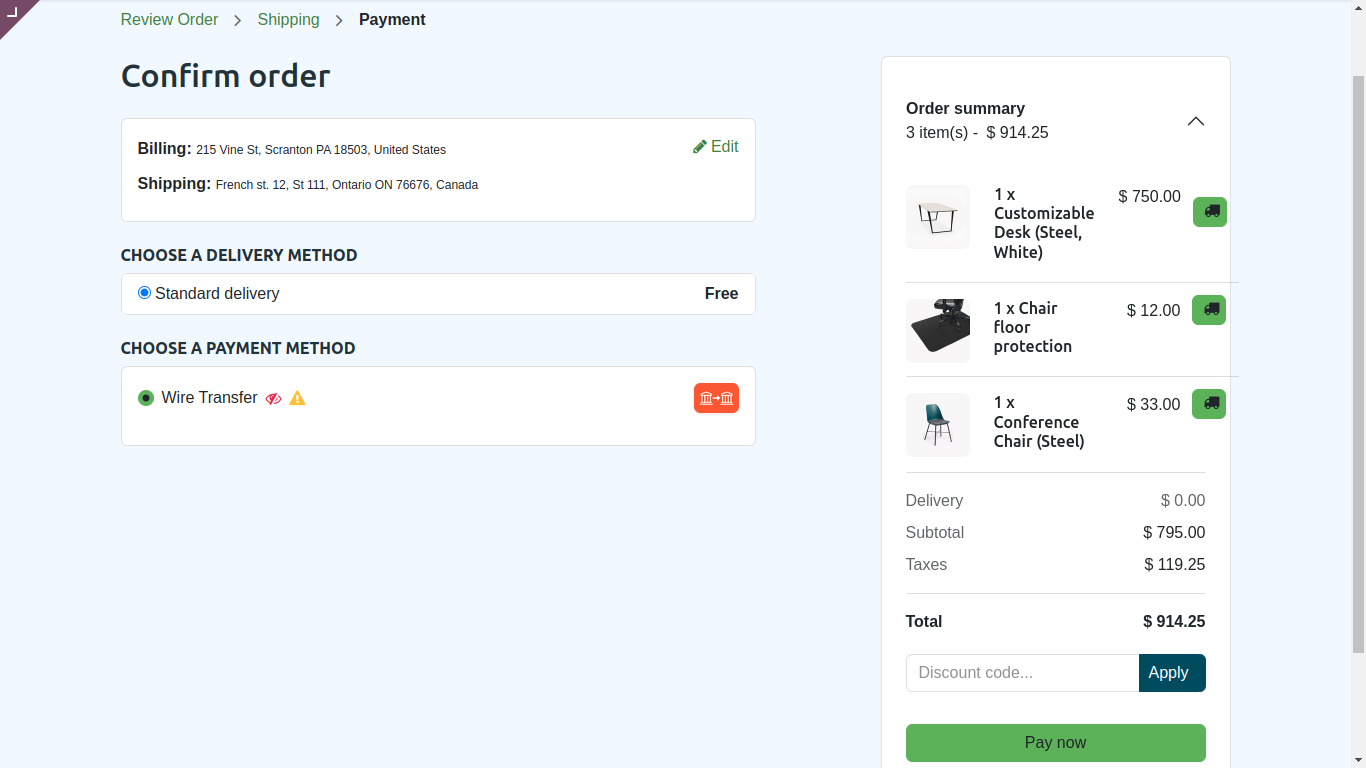 Review Order > Shipping > Payment
Confirm order
Billing: 215 Vine St, Scranton PA 18503, United States
Edit
Shipping: French st. 12, St 111, Ontario ON 76676, Canada
CHOOSE A DELIVERY METHOD
Standard delivery Free
CHOOSE A PAYMENT METHOD
Wire Transfer
Order summary
3 item(s) - $ 914.25
1 x
Customizable
Desk (Steel,
White)
$ 750.00
1 x Chair
floor
protection
$ 12.00
1 x
Conference
Chair (Steel)
$ 33.00
Delivery $ 0.00
Subtotal $ 795.00
Taxes $ 119.25
Total $ 914.25
Discount code... Apply
Pay now